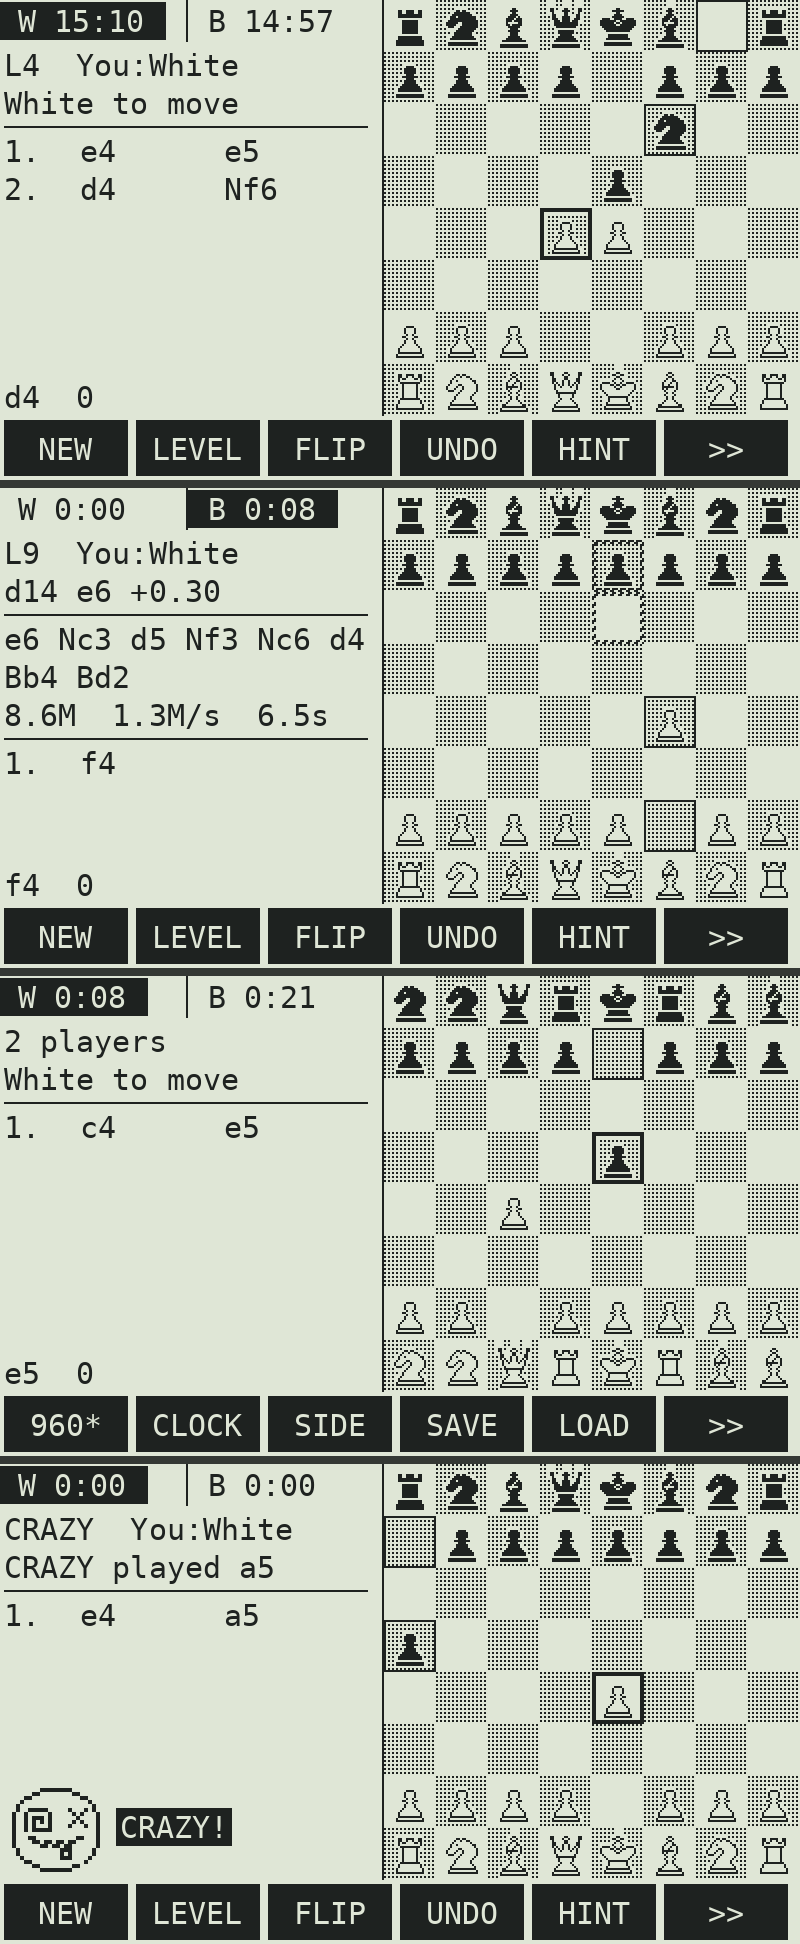 W 15:10 B 14:57
L4 You:White
White to move
1. e4 e5
2. d4 Nf6
d4 0
NEW LEVEL FLIP UNDO HINT >>
W 0:00 B 0:08
L9 You:White
d14 e6 +0.30
e6 Nc3 d5 Nf3 Nc6 d4
Bb4 Bd2
8.6M 1.3M/s 6.5s
1. f4
f4 0
NEW LEVEL FLIP UNDO HINT >>
W 0:08 B 0:21
2 players
White to move
1. c4 e5
e5 0
960* CLOCK SIDE SAVE LOAD >>
W 0:00 B 0:00
CRAZY You:White
CRAZY played a5
1. e4 a5
CRAZY!
NEW LEVEL FLIP UNDO HINT >>